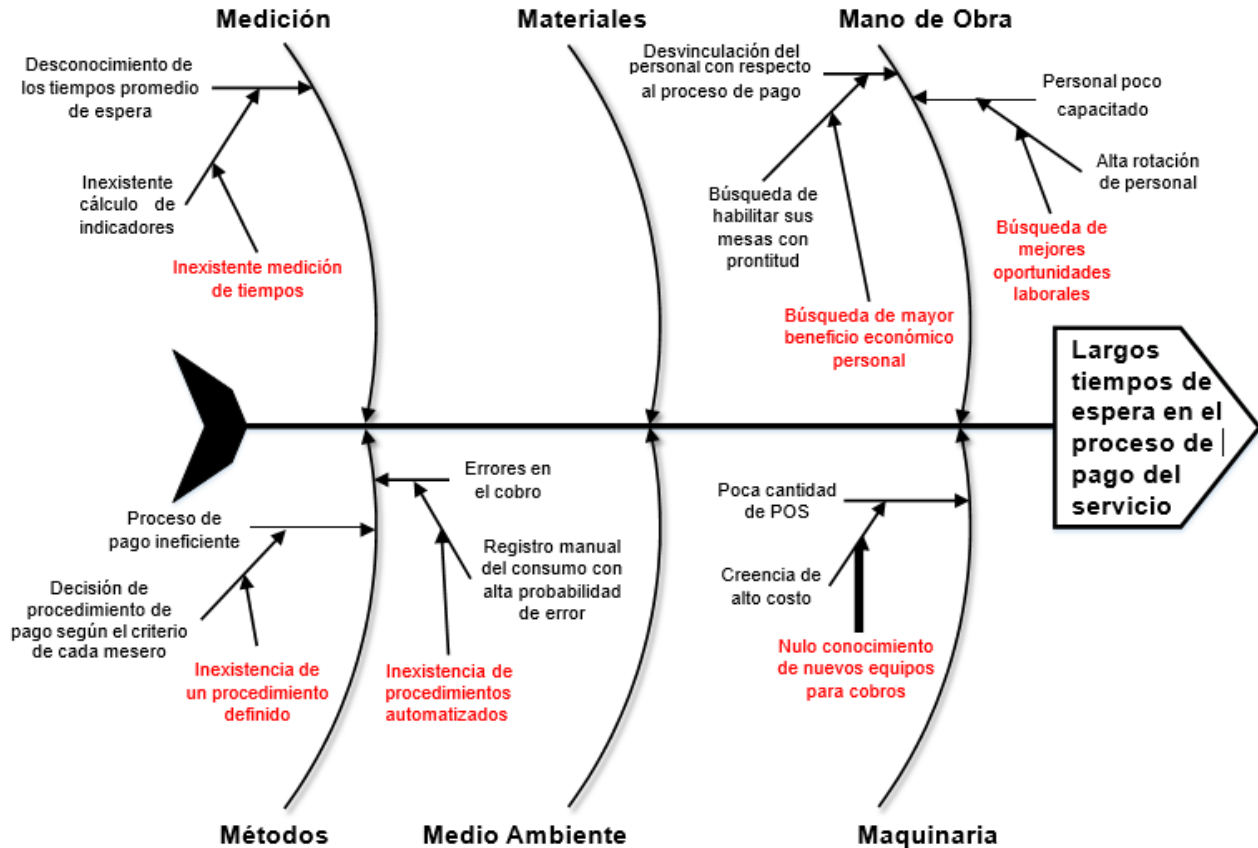 Medición
Materiales
Mano de Obra
Desconocimiento de
los tiempos promedio
de espera
Inexistente
cálculo de
indicadores
Inexistente medición
de tiempos
Desvinculación del
personal con respecto
al proceso de pago
Búsqueda de
habilitar sus
mesas con
prontitud
Búsqueda de mayor
beneficio económico
personal
Personal poco
capacitado
Alta rotación
de personal
Búsqueda de
mejores
oportunidades
laborales
Largos
tiempos de
espera en el
proceso de
pago del
servicio
Errores en
el cobro
Proceso de
pago ineficiente
Registro manual
del consumo con
alta probabilidad
de error
Decisión de
procedimiento de
pago según el criterio
de cada mesero
Inexistencia de
un procedimiento
definido
Inexistencia de
procedimientos
automatizados
Poca cantidad
de POS
Creencia de
alto costo
Nulo conocimiento
de nuevos equipos
para cobros
Métodos
Medio Ambiente
Maquinaria